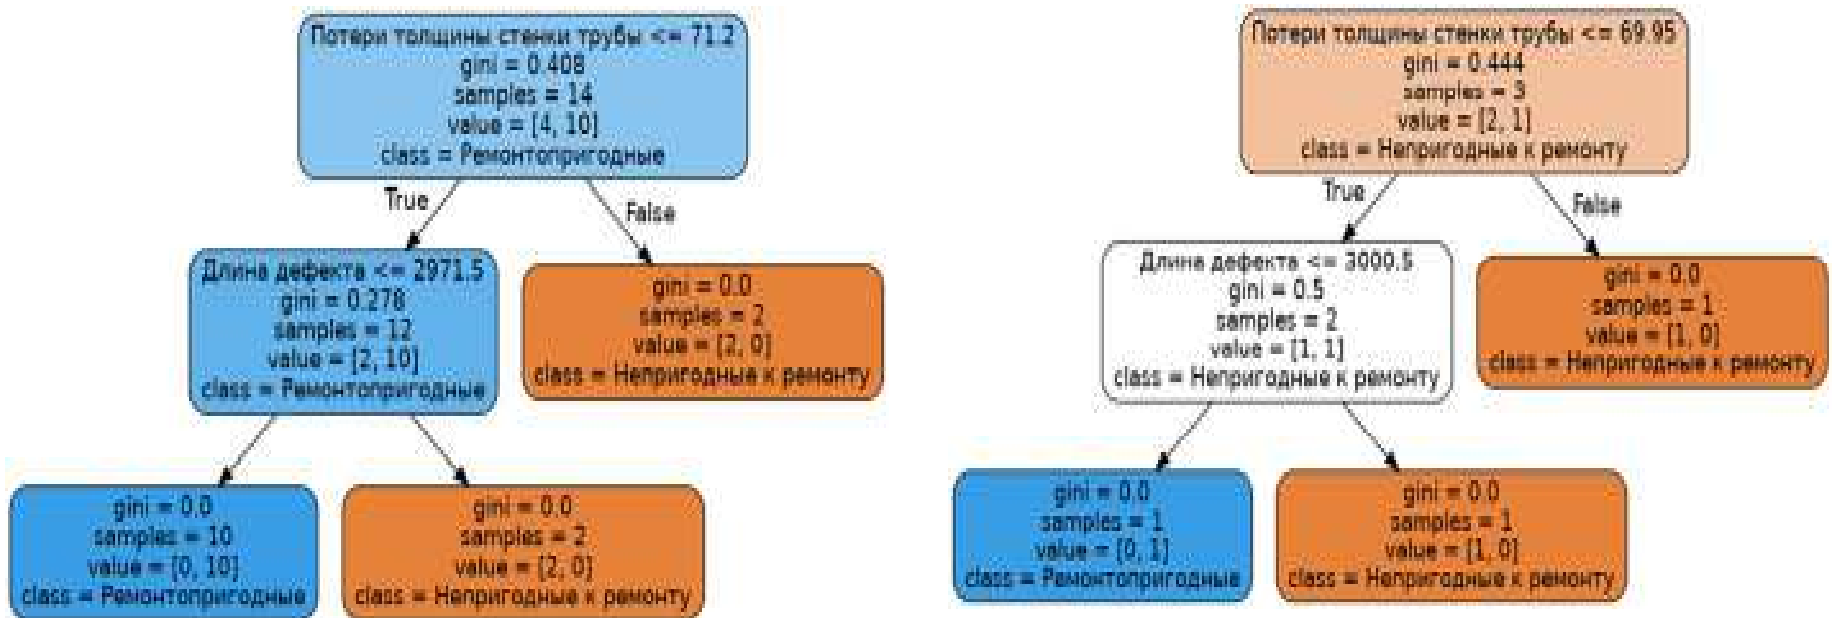 Потери толщины стенки трубы <= 71.2
gini = 0.408
samples = 14
value = [4, 10]
class = Ремонтопригодные
True
False
Длина дефекта <= 2971.5
gini = 0.278
samples = 12
value = [2, 10]
class = Ремонтопригодные
gini = 0.0
samples = 2
value = [2, 0]
class = Непригодные к ремонту
gini = 0.0
samples = 10
value = [0, 10]
class = Ремонтопригодные
gini = 0.0
samples = 2
value = [2, 0]
class = Непригодные к ремонту
Потери толщины стенки трубы <= 69.95
gini = 0.444
samples = 3
value = [2, 1]
class = Непригодные к ремонту
True
False
Длина дефекта <= 3000.5
gini = 0.5
samples = 2
value = [1, 1]
class = Непригодные к ремонту
gini = 0.0
samples = 1
value = [1, 0]
class = Непригодные к ремонту
gini = 0.0
samples = 1
value = [0, 1]
class = Ремонтопригодные
gini = 0.0
samples = 1
value = [1, 0]
class = Непригодные к ремонту